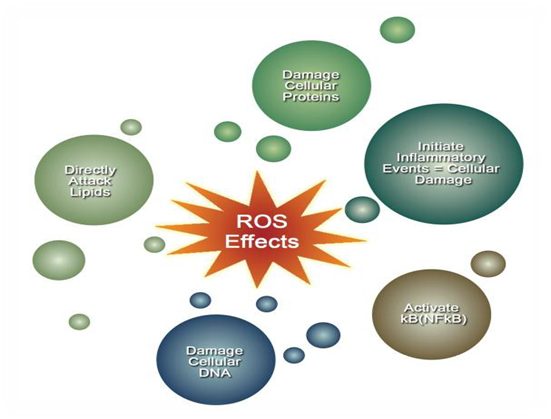 Damage
Cellular
Proteins
Initiate
Inflammatory
Events = Cellular
Damage
Directly
Attack
Lipids
ROS
Effects
Activate
kB(NFkB)
Damage
Cellular
DNA